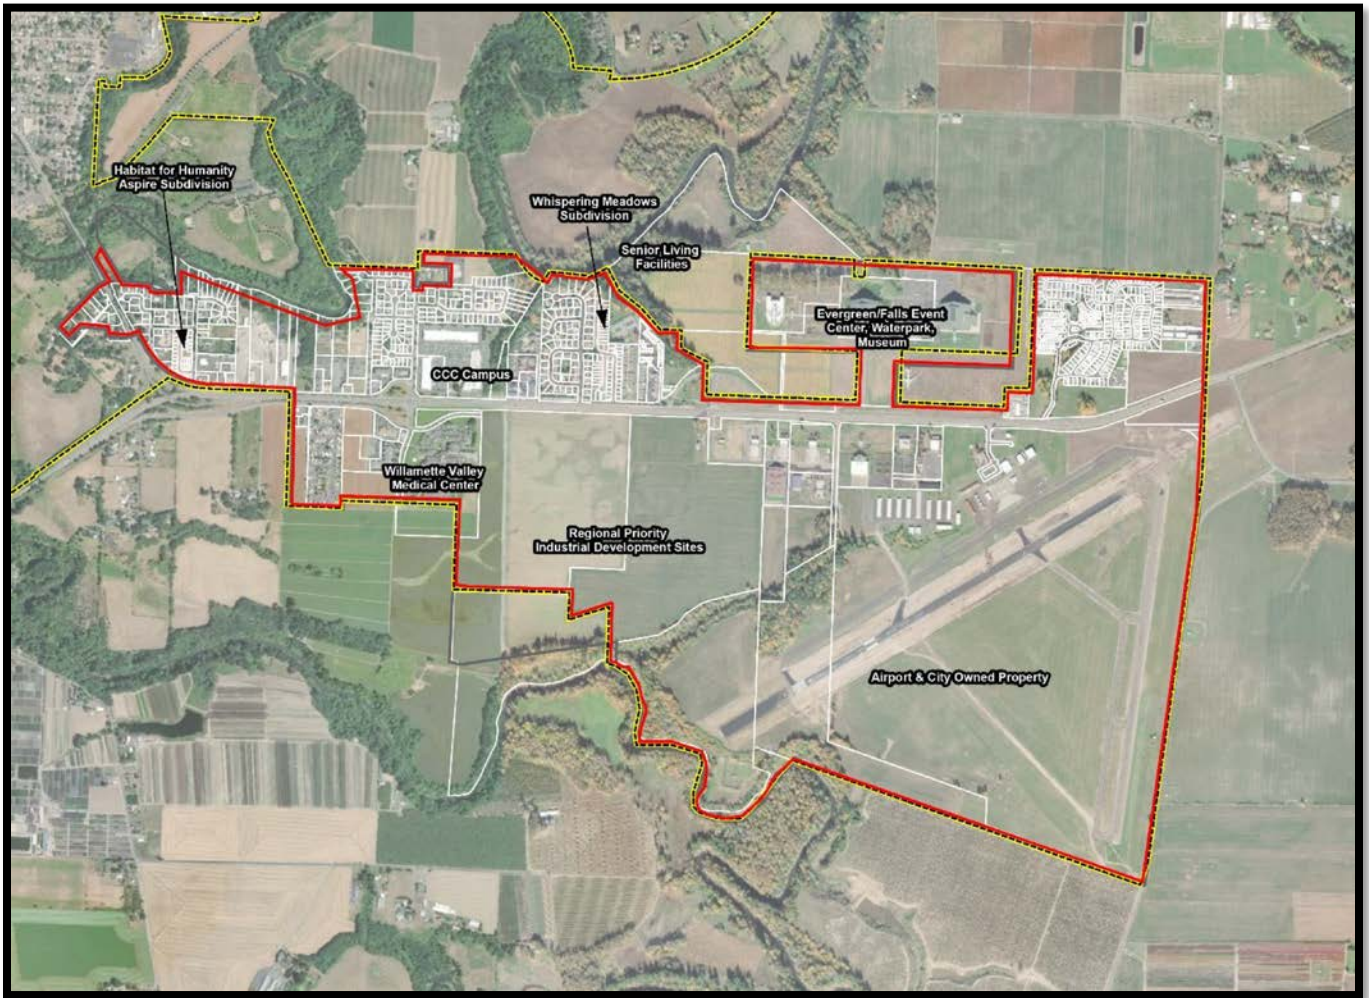 Habitat for Humanity
Aspire Subdivision
Whispering Meadows
Subdivision
Senior Living
Facilities
Evergreen/Falls Event
Center, Waterpark,
Museum
CCC Campus
Willamette Valley
Medical Center
Regional Priority
Industrial Development Sites
Airport & City Owned Property